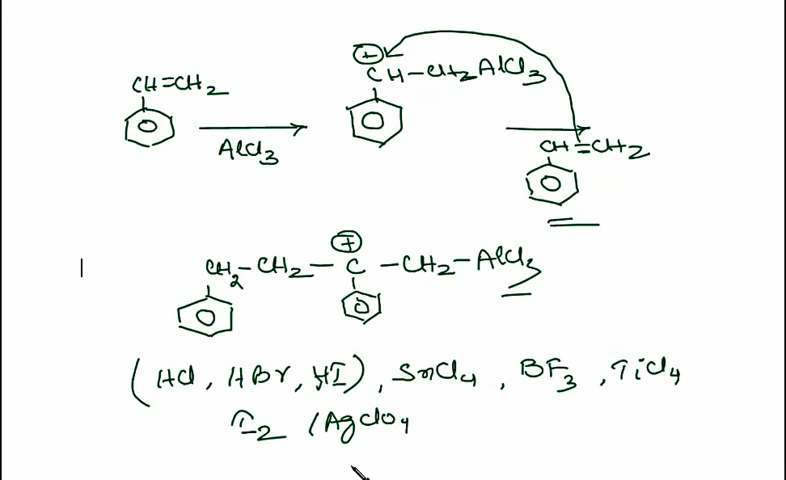 CH=CH2
AlCl3
⊕
CH-CH2AlCl3
CH=CH2
⊕
CH2-CH2-C-CH2-AlCl3
(HCl, HBr, HI), SnCl4, BF3, TiCl4
I2 /AgClO4